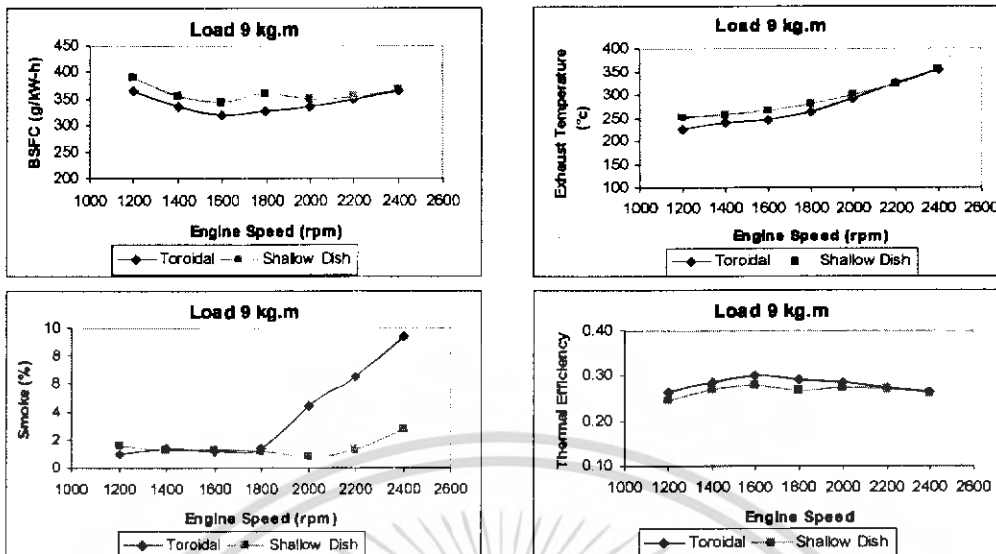 Load 9 kg.m
BSFC (g/kW-h)
450
400
350
300
250
200
1000 1200 1400 1600 1800 2000 2200 2400 2600
Engine Speed (rpm)
Toroidal Shallow Dish
Load 9 kg.m
Exhaust Temperature
(°c)
400
350
300
250
200
150
100
1000 1200 1400 1600 1800 2000 2200 2400 2600
Engine Speed (rpm)
Toroidal Shallow Dish
Load 9 kg.m
Smoke (%)
10
8
6
4
2
0
1000 1200 1400 1600 1800 2000 2200 2400 2600
Engine Speed (rpm)
Toroidal Shallow Dish
Load 9 kg.m
Thermal Efficiency
0.40
0.30
0.20
0.10
1000 1200 1400 1600 1800 2000 2200 2400 2600
Engine Speed
Toroidal Shallow Dish